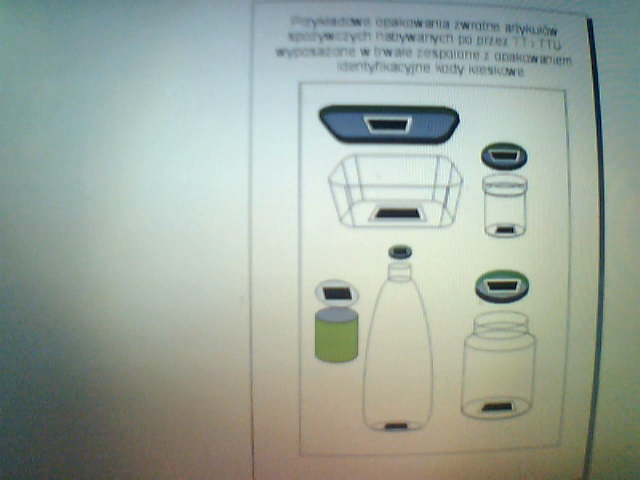 Przykładowe opakowania zwrotne artykułów
spożywczych nabywanych po przez TT i TTU
wyposażone w trwale zespolone z opakowaniem
identyfikacyjne kody kreskowe